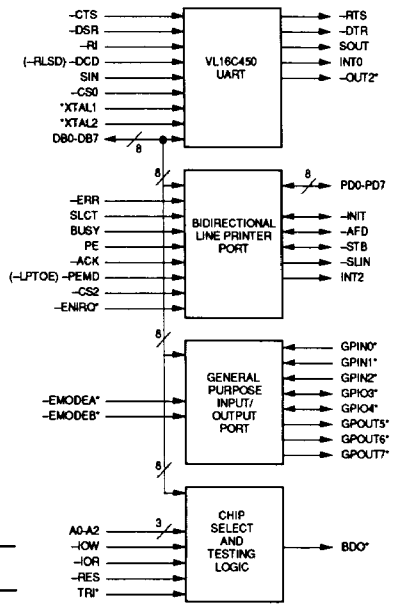 –CTS
–DSR
–RI
(–RLSD) –DCD
SIN
–CS0
*XTAL1
*XTAL2
DB0-DB7
8
VL16C450
UART
–RTS
–DTR
SOUT
INT0
–OUT2*
8
–ERR
SLCT
BUSY
PE
–ACK
(–LPTOE) –PEMD
–CS2
–ENIRQ*
BIDIRECTIONAL
LINE PRINTER
PORT
8
PD0-PD7
–INIT
–AFD
–STB
–SLIN
INT2
8
–EMODEA*
–EMODEB*
GENERAL
PURPOSE
INPUT/
OUTPUT
PORT
GPIN0*
GPIN1*
GPIN2*
GPIO3*
GPIO4*
GPOUT5*
GPOUT6*
GPOUT7*
8
A0-A2
3
–IOW
–IOR
–RES
TRI*
CHIP
SELECT
AND
TESTING
LOGIC
BDO*